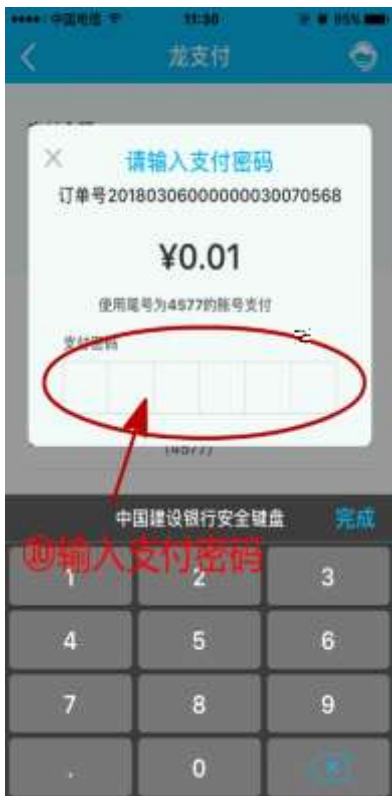 中国电信 11:30 95%
龙支付
×
请输入支付密码
订单号20180306000000030070568
¥0.01
使用尾号为4577的账号支付
支付密码
(4577)
中国建设银行安全键盘 完成
⑩输入支付密码
1 2 3
4 5 6
7 8 9
. 0